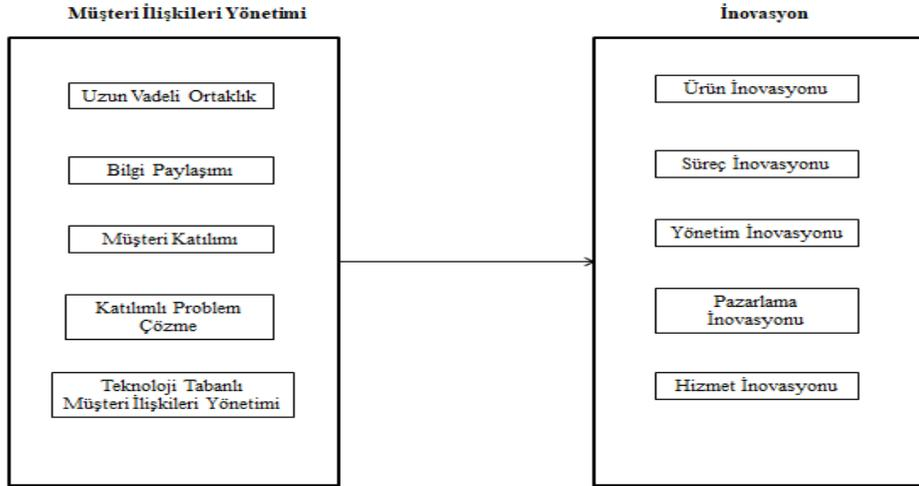 Müşteri İlişkileri Yönetimi
Uzun Vadeli Ortaklık
Bilgi Paylaşımı
Müşteri Katılımı
Katılımlı Problem
Çözme
Teknoloji Tabanlı
Müşteri İlişkileri Yönetimi
İnovasyon
Ürün İnovasyonu
Süreç İnovasyonu
Yönetim İnovasyonu
Pazarlama
İnovasyonu
Hizmet İnovasyonu